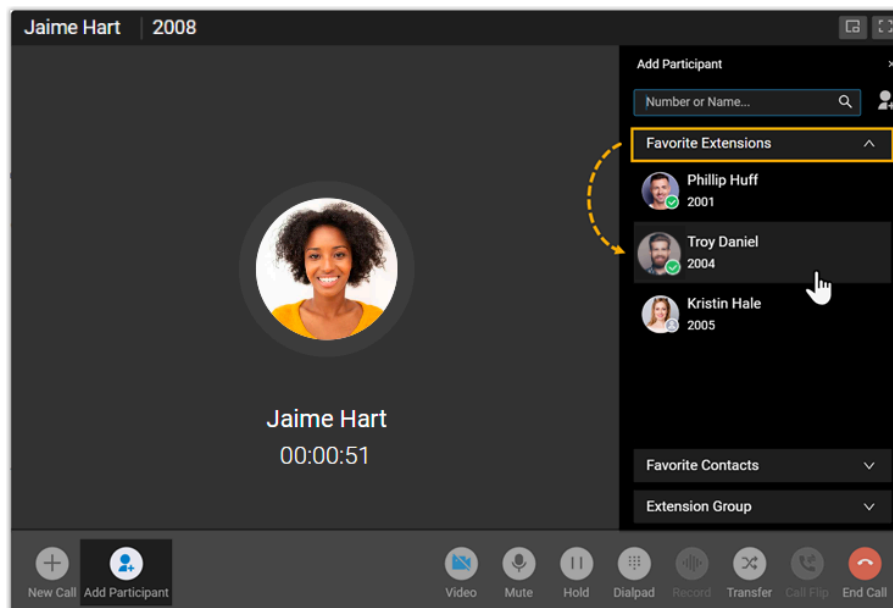 Jaime Hart 2008
Add Participant
Number or Name...
Favorite Extensions
Phillip Huff
2001
Troy Daniel
2004
Kristin Hale
2005
Jaime Hart
00:00:51
Favorite Contacts
Extension Group
New Call Add Participant Video Mute Hold Dialpad Record Transfer Call Flip End Call